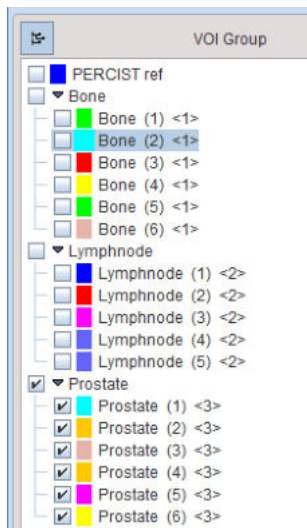 VOI Group
PERCIST ref
Bone
Bone (1) <1>
Bone (2) <1>
Bone (3) <1>
Bone (4) <1>
Bone (5) <1>
Bone (6) <1>
Lymphnode
Lymphnode (1) <2>
Lymphnode (2) <2>
Lymphnode (3) <2>
Lymphnode (4) <2>
Lymphnode (5) <2>
Prostate
Prostate (1) <3>
Prostate (2) <3>
Prostate (3) <3>
Prostate (4) <3>
Prostate (5) <3>
Prostate (6) <3>